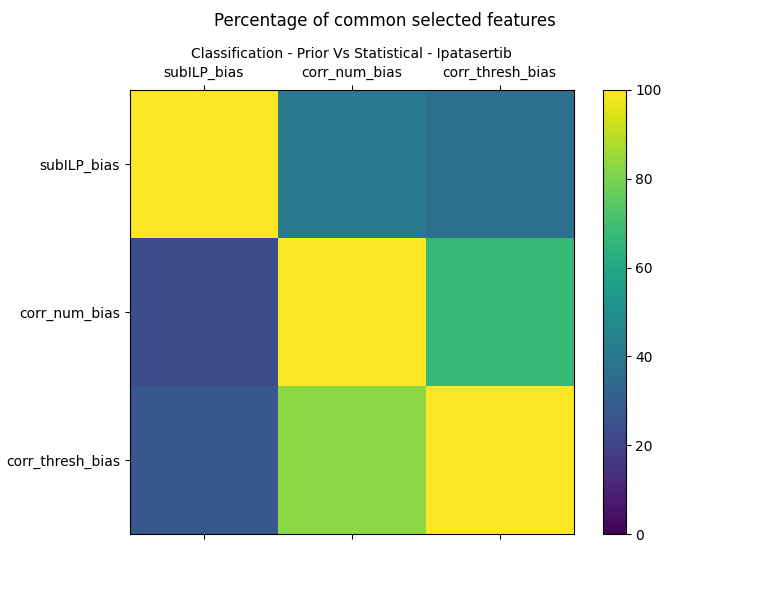 Percentage of common selected features
Classification - Prior Vs Statistical - Ipatasertib
subILP_bias corr_num_bias corr_thresh_bias
100
subILP_bias
80
60
corr_num_bias
40
corr_thresh_bias
20
0